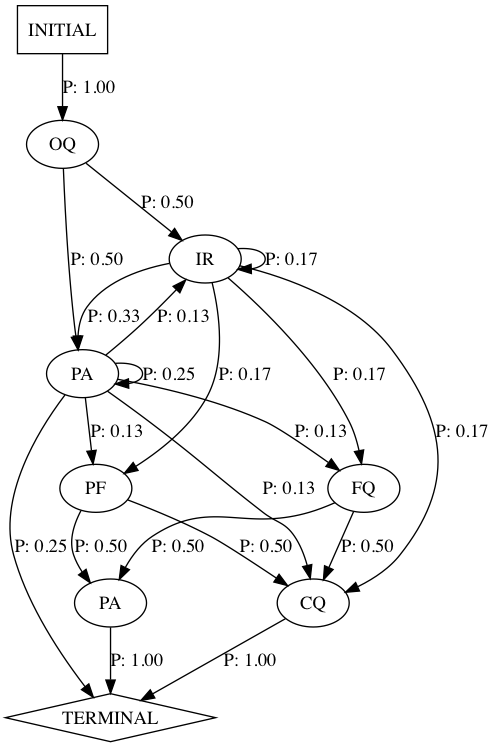 INITIAL
P: 1.00
OQ
P: 0.50
P: 0.50
IR
P: 0.17
P: 0.33
P: 0.13
PA
P: 0.25
P: 0.17
P: 0.17
P: 0.17
P: 0.13
P: 0.13
PF
P: 0.13
FQ
P: 0.25
P: 0.50
P: 0.50
P: 0.50
P: 0.50
PA
CQ
P: 1.00
P: 1.00
TERMINAL